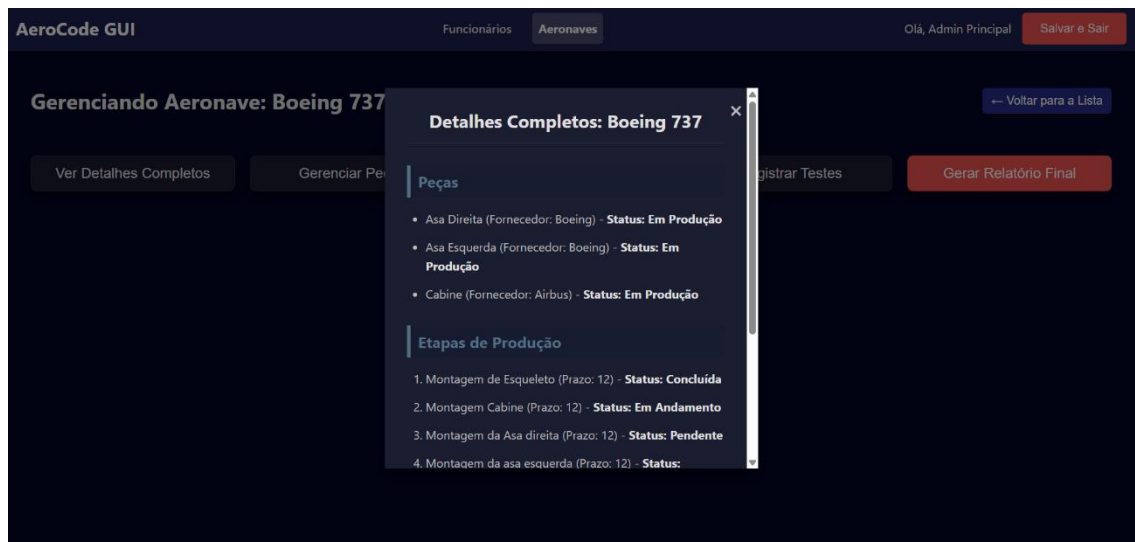 AeroCode GUI
Funcionários
Aeronaves
Olá, Admin Principal
Salvar e Sair
Gerenciando Aeronave: Boeing 737
← Voltar para a Lista
Ver Detalhes Completos
Gerenciar
Testes
Gerar Relatório Final
Detalhes Completos: Boeing 737
×
Peças
• Asa Direita (Fornecedor: Boeing) - Status: Em Produção
• Asa Esquerda (Fornecedor: Boeing) - Status: Em
Produção
• Cabine (Fornecedor: Airbus) - Status: Em Produção
Etapas de Produção
1. Montagem de Esqueleto (Prazo: 12) - Status: Concluída
2. Montagem Cabine (Prazo: 12) - Status: Em Andamento
3. Montagem da Asa direita (Prazo: 12) - Status: Pendente
4. Montagem da asa esquerda (Prazo: 12) - Status: